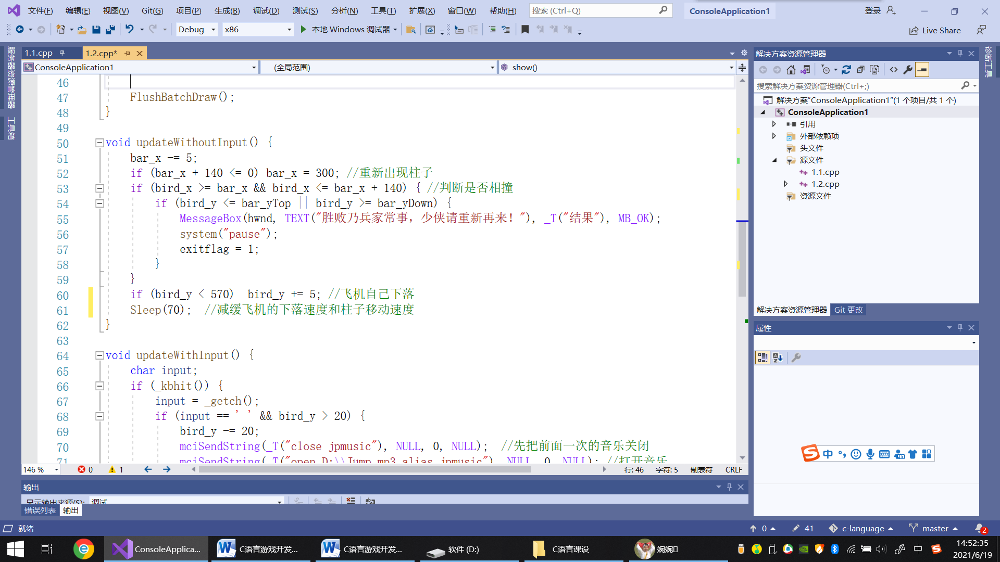 文件(F) 编辑(E) 视图(V) Git(G) 项目(P) 生成(B) 调试(D) 测试(S) 分析(N) 工具(T) 扩展(X) 窗口(W) 帮助(H) 搜索 (Ctrl+Q) ConsoleApplication1 登录
Debug x86 本地 Windows 调试器 Live Share
服务器资源管理器
工具箱
1.1.cpp 1.2.cpp*
ConsoleApplication1 (全局范围) show()
46
47 FlushBatchDraw();
48 }
49
50 void updateWithoutInput() {
51 bar_x -= 5;
52 if (bar_x + 140 <= 0) bar_x = 300; //重新出现柱子
53 if (bird_x >= bar_x && bird_x <= bar_x + 140) { //判断是否相撞
54 if (bird_y <= bar_yTop || bird_y >= bar_yDown) {
55 MessageBox(hwnd, TEXT("胜败乃兵家常事，少侠请重新再来！"), _T("结果"), MB_OK);
56 system("pause");
57 exitflag = 1;
58 }
59 }
60 if (bird_y < 570) bird_y += 5; //飞机自己下落
61 Sleep(70); //减缓飞机的下落速度和柱子移动速度
62 }
63
64 void updateWithInput() {
65 char input;
66 if (_kbhit()) {
67 input = _getch();
68 if (input == ' ' && bird_y > 20) {
69 bird_y -= 20;
70 mciSendString(_T("close jpmusic"), NULL, 0, NULL); //先把前面一次的音乐关闭
71 mciSendString(_T("open D:\\Jump.mp3 alias jpmusic"), NULL, 0, NULL); //打开音乐
146 % 0 1 行: 46 字符: 5 制表符 CRLF
输出
显示输出来源(S): 调试
错误列表 输出
解决方案资源管理器
搜索解决方案资源管理器(Ctrl+;)
解决方案"ConsoleApplication1"(1 个项目/共 1 个)
ConsoleApplication1
引用
外部依赖项
头文件
源文件
1.1.cpp
1.2.cpp
资源文件
解决方案资源管理器 Git 更改
属性
中
诊断工具
就绪 0 41 c-language master 2
ConsoleApplica... C语言游戏开发... C语言游戏开发... 软件 (D:) C语言课设 婉婉 中 14:52:35
2021/6/19